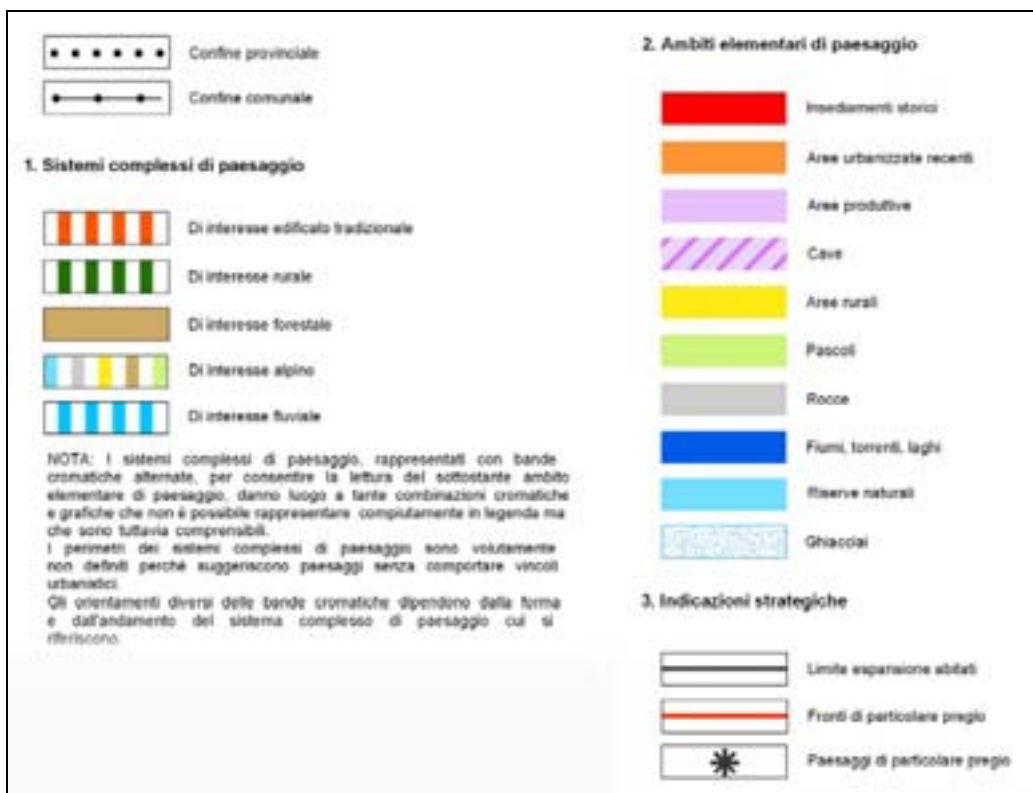 Confine provinciale
Confine comunale
1. Sistemi complessi di paesaggio
Di interesse edificato tradizionale
Di interesse rurale
Di interesse forestale
Di interesse alpino
Di interesse fluviale
NOTA: I sistemi complessi di paesaggio, rappresentati con bande
cromatiche alternate, per consentire la lettura del sottostante ambito
elementare di paesaggio, danno luogo a tante combinazioni cromatiche
e grafiche che non è possibile rappresentare compiutamente in legenda ma
che sono tuttavia comprensibili.
I perimetri dei sistemi complessi di paesaggio sono volutamente
non definiti perché suggeriscono paesaggi senza comportare vincoli
urbanistici.
Gli orientamenti diversi delle bande cromatiche dipendono dalla forma
e dall'andamento del sistema complesso di paesaggio cui si
riferiscono.
2. Ambiti elementari di paesaggio
Insediamenti storici
Aree urbanizzate recenti
Aree produttive
Cave
Aree rurali
Pascoli
Rocce
Fiumi, torrenti, laghi
Riserve naturali
Ghiacciai
3. Indicazioni strategiche
Limite espansione abitati
Fronti di particolare pregio
Paesaggi di particolare pregio